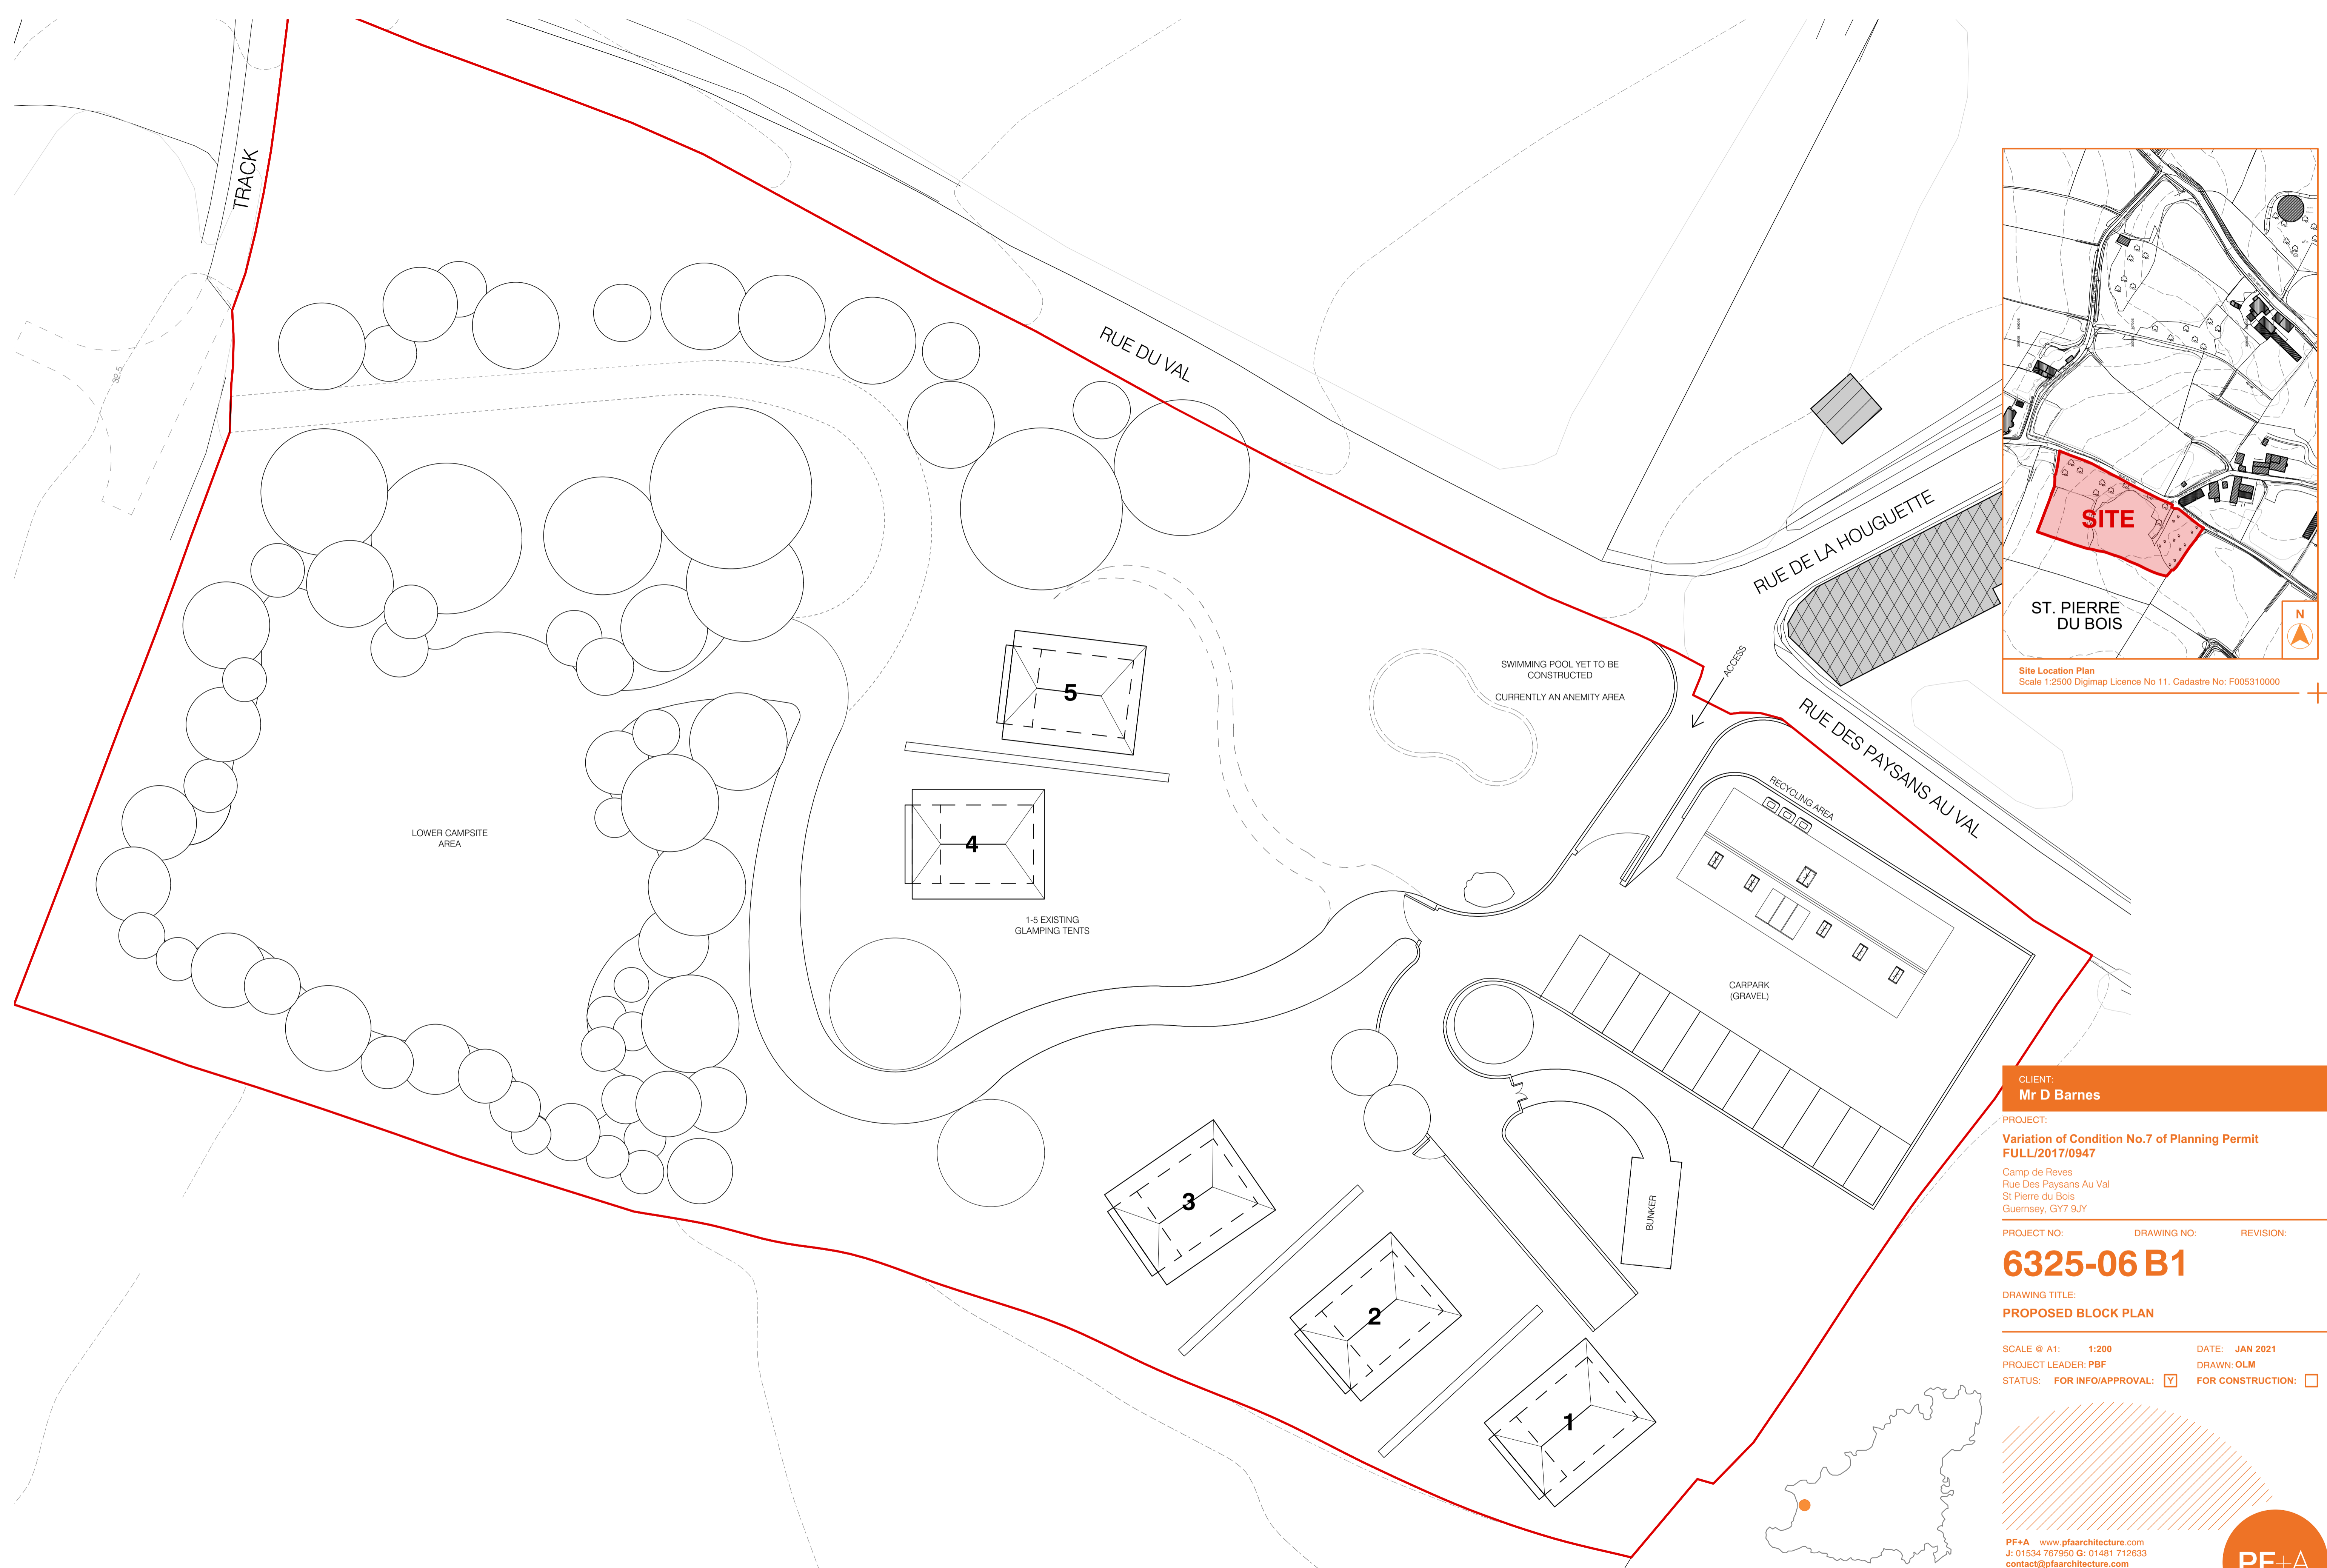 TRACK
32.5
RUE DU VAL
RUE DE LA HOUGUETTE
ACCESS
RUE DES PAYSANS AU VAL
SWIMMING POOL YET TO BE
CONSTRUCTED
CURRENTLY AN ANEMITY AREA
RECYCLING AREA
5
4
LOWER CAMPSITE
AREA
1-5 EXISTING
GLAMPING TENTS
CARPARK
(GRAVEL)
BUNKER
3
2
1
SITE
ST. PIERRE
DU BOIS
N
Site Location Plan
Scale 1:2500 Digimap Licence No 11. Cadastre No: F005310000
CLIENT:
Mr D Barnes
PROJECT:
Variation of Condition No.7 of Planning Permit
FULL/2017/0947
Camp de Reves
Rue Des Paysans Au Val
St Pierre du Bois
Guernsey, GY7 9JY
PROJECT NO: DRAWING NO: REVISION:
6325-06 B1
DRAWING TITLE:
PROPOSED BLOCK PLAN
SCALE @ A1: 1:200 DATE: JAN 2021
PROJECT LEADER: PBF DRAWN: OLM
STATUS: FOR INFO/APPROVAL: Y FOR CONSTRUCTION:
PF+A www.pfaarchitecture.com
J: 01534 767950 G: 01481 712633
contact@pfaarchitecture.com
PF+A